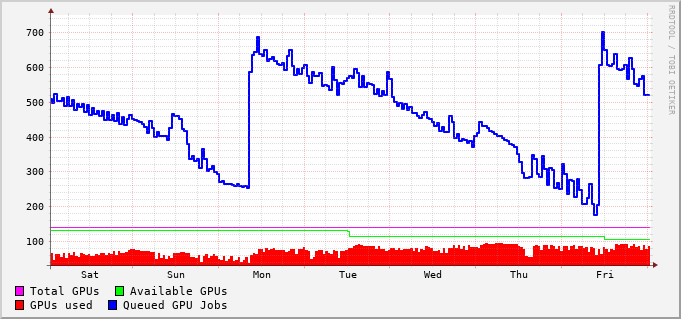 RRDTOOL / TOBI OETIKER
700
600
500
400
300
200
100
Sat Sun Mon Tue Wed Thu Fri
Total GPUs Available GPUs
GPUs used Queued GPU Jobs